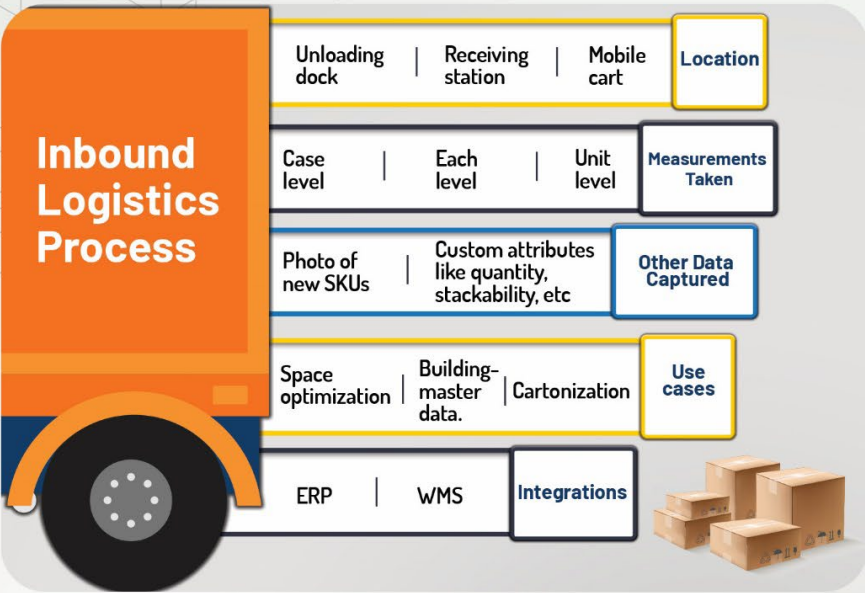 Inbound
Logistics
Process
Unloading
dock
Receiving
station
Mobile
cart
Location
Case
level
Each
level
Unit
level
Measurements
Taken
Photo of
new SKUs
Custom attributes
like quantity,
stackability, etc
Other Data
Captured
Space
optimization
Building-
master
data.
Cartonization
Use
cases
ERP
WMS
Integrations